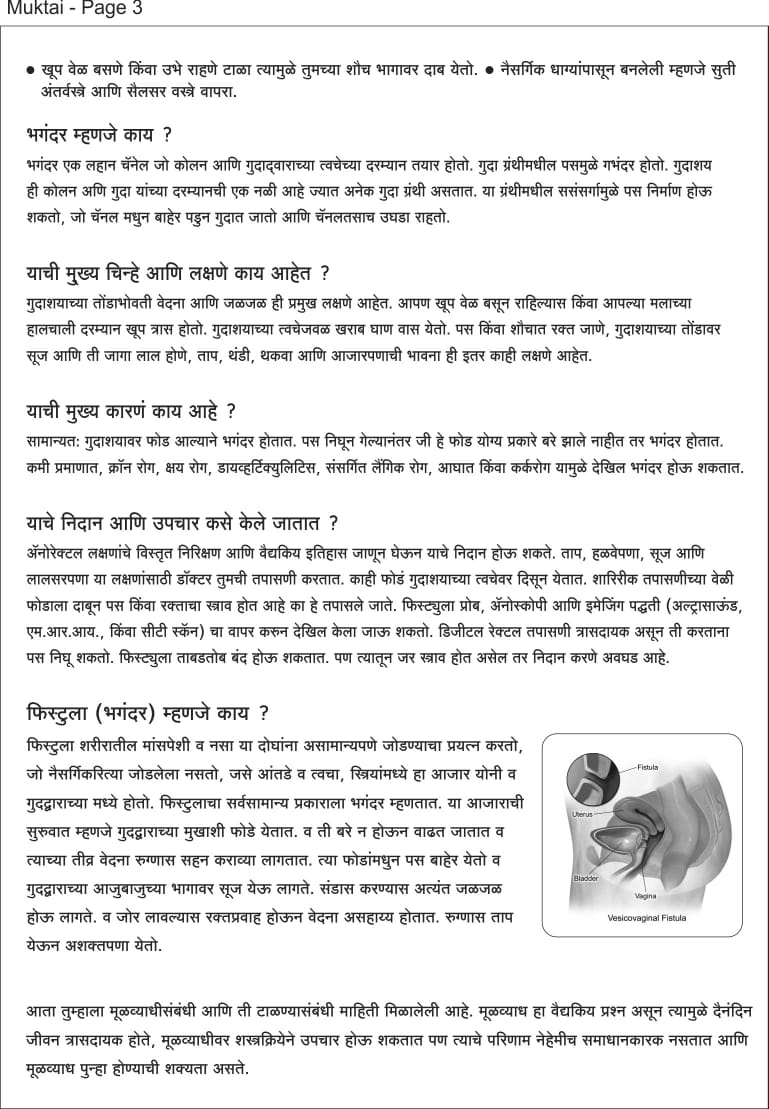 Muktai - Page 3
● खूप वेळ बसणे किंवा उभे राहणे टाळा त्यामुळे तुमच्या शौच भागावर दाब येतो. ● नैसर्गिक धाग्यांपासून बनलेली म्हणजे सुती
अंतर्वस्त्रे आणि सैलसर वस्त्रे वापरा.
भगंदर म्हणजे काय ?
भगंदर एक लहान चॅनेल जो कोलन आणि गुदाद्वाराच्या त्वचेच्या दरम्यान तयार होतो. गुदा ग्रंथीमधील पसमुळे गभंदर होतो. गुदाशय
ही कोलन अणि गुदा यांच्या दरम्यानची एक नळी आहे ज्यात अनेक गुदा ग्रंथी असतात. या ग्रंथीमधील ससंसर्गामुळे पस निर्माण होऊ
शकतो, जो चॅनल मधुन बाहेर पडुन गुदात जातो आणि चॅनलतसाच उघडा राहतो.
याची मुख्य चिन्हे आणि लक्षणे काय आहेत ?
गुदाशयाच्या तोंडाभोवती वेदना आणि जळजळ ही प्रमुख लक्षणे आहेत. आपण खूप वेळ बसून राहिल्यास किंवा आपल्या मलाच्या
हालचाली दरम्यान खूप त्रास होतो. गुदाशयाच्या त्वचेजवळ खराब घाण वास येतो. पस किंवा शौचात रक्त जाणे, गुदाशयाच्या तोंडावर
सूज आणि ती जागा लाल होणे, ताप, थंडी, थकवा आणि आजारपणाची भावना ही इतर काही लक्षणे आहेत.
याची मुख्य कारणं काय आहे ?
सामान्यत: गुदाशयावर फोड आल्याने भगंदर होतात. पस निघून गेल्यानंतर जी हे फोड योग्य प्रकारे बरे झाले नाहीत तर भगंदर होतात.
कमी प्रमाणात, क्रॉन रोग, क्षय रोग, डायव्हर्टिक्युलिटिस, संसर्गित लैंगिक रोग, आघात किंवा कर्करोग यामुळे देखिल भगंदर होऊ शकतात.
याचे निदान आणि उपचार कसे केले जातात ?
ॲनोरेक्टल लक्षणांचे विस्तृत निरिक्षण आणि वैद्यकिय इतिहास जाणून घेऊन याचे निदान होऊ शकते. ताप, हळवेपणा, सूज आणि
लालसरपणा या लक्षणांसाठी डॉक्टर तुमची तपासणी करतात. काही फोडं गुदाशयाच्या त्वचेवर दिसून येतात. शारिरीक तपासणीच्या वेळी
फोडाला दाबून पस किंवा रक्ताचा स्त्राव होत आहे का हे तपासले जाते. फिस्ट्युला प्रोब, ॲनोस्कोपी आणि इमेजिंग पद्धती (अल्ट्रासाऊंड,
एम.आर.आय., किंवा सीटी स्कॅन) चा वापर करुन देखिल केला जाऊ शकतो. डिजीटल रेक्टल तपासणी त्रासदायक असून ती करताना
पस निघू शकतो. फिस्ट्युला ताबडतोब बंद होऊ शकतात. पण त्यातून जर स्त्राव होत असेल तर निदान करणे अवघड आहे.
फिस्टुला (भगंदर) म्हणजे काय ?
फिस्टुला शरीरातील मांसपेशी व नसा या दोघांना असामान्यपणे जोडण्याचा प्रयत्न करतो,
जो नैसर्गिकरित्या जोडलेला नसतो, जसे आंतडे व त्वचा, स्त्रियांमध्ये हा आजार योनी व
गुदद्वाराच्या मध्ये होतो. फिस्टुलाचा सर्वसामान्य प्रकाराला भगंदर म्हणतात. या आजाराची
सुरुवात म्हणजे गुदद्वाराच्या मुखाशी फोडे येतात. व ती बरे न होऊन वाढत जातात व
त्याच्या तीव्र वेदना रुग्णास सहन कराव्या लागतात. त्या फोडांमधुन पस बाहेर येतो व
गुदद्वाराच्या आजुबाजुच्या भागावर सूज येऊ लागते. संडास करण्यास अत्यंत जळजळ
होऊ लागते. व जोर लावल्यास रक्तप्रवाह होऊन वेदना असहाय्य होतात. रुग्णास ताप
येऊन अशक्तपणा येतो.
Fistula
Uterus
Bladder
Vagina
Vesicovaginal Fistula
आता तुम्हाला मूळव्याधीसंबंधी आणि ती टाळण्यासंबंधी माहिती मिळालेली आहे. मूळव्याध हा वैद्यकिय प्रश्न असून त्यामुळे दैनंदिन
जीवन त्रासदायक होते, मूळव्याधीवर शस्त्रक्रियेने उपचार होऊ शकतात पण त्याचे परिणाम नेहेमीच समाधानकारक नसतात आणि
मूळव्याध पुन्हा होण्याची शक्यता असते.